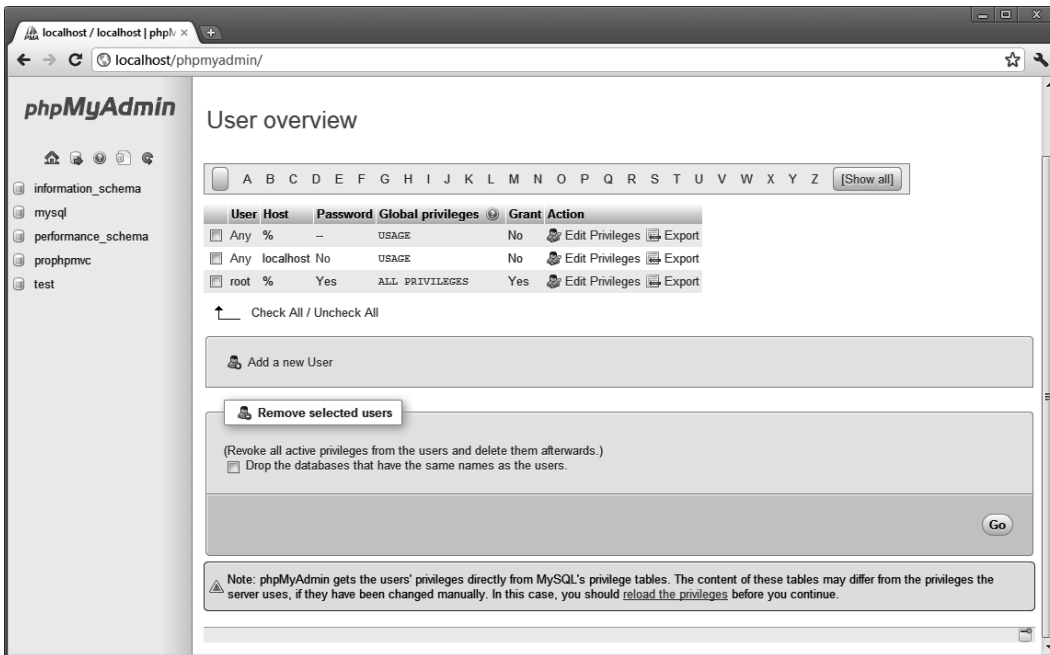 localhost / localhost | phpM
localhost/phpmyadmin/
phpMyAdmin
information_schema
mysql
performance_schema
prophpmvc
test
User overview
A B C D E F G H I J K L M N O P Q R S T U V W X Y Z [Show all]
User Host Password Global privileges Grant Action
Any % -- USAGE No Edit Privileges Export
Any localhost No USAGE No Edit Privileges Export
root % Yes ALL PRIVILEGES Yes Edit Privileges Export
Check All / Uncheck All
Add a new User
Remove selected users
(Revoke all active privileges from the users and delete them afterwards.)
Drop the databases that have the same names as the users.
Go
Note: phpMyAdmin gets the users' privileges directly from MySQL's privilege tables. The content of these tables may differ from the privileges the
server uses, if they have been changed manually. In this case, you should reload the privileges before you continue.